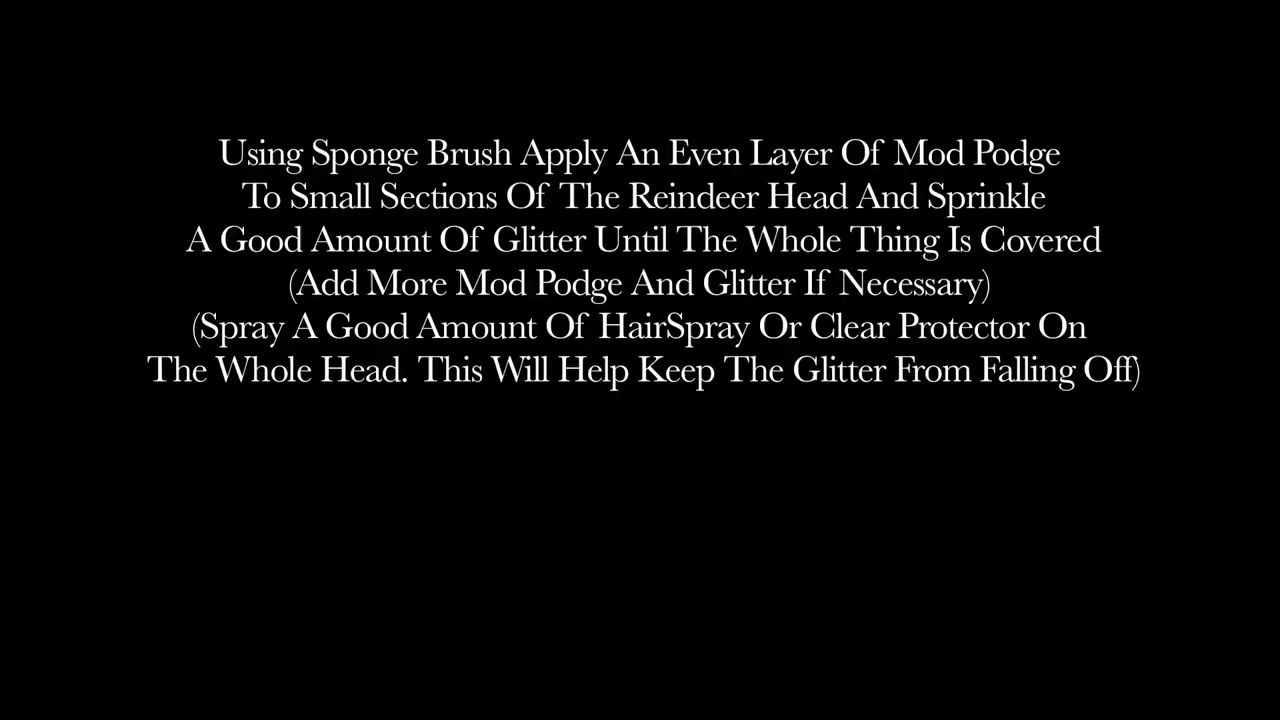 Using Sponge Brush Apply An Even Layer Of Mod Podge
To Small Sections Of The Reindeer Head And Sprinkle
A Good Amount Of Glitter Until The Whole Thing Is Covered
(Add More Mod Podge And Glitter If Necessary)
(Spray A Good Amount Of HairSpray Or Clear Protector On
The Whole Head. This Will Help Keep The Glitter From Falling Off)